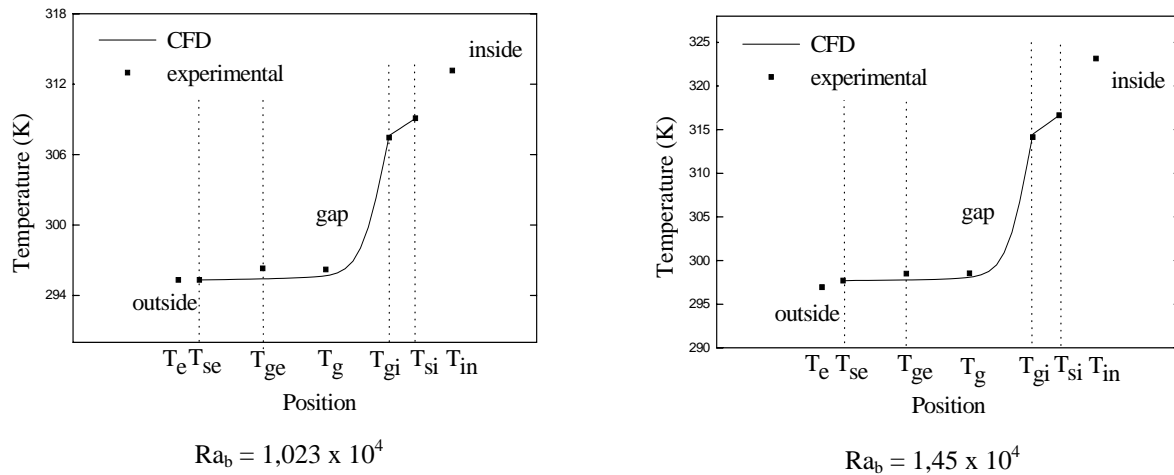 318
312
306
300
294
Temperature (K)
CFD
experimental
inside
gap
outside
T_e T_se T_ge T_g T_gi T_si T_in
Position
Ra_b = 1,023 x 10^4
325
320
315
310
305
300
295
290
Temperature (K)
CFD
experimental
inside
gap
outside
T_e T_se T_ge T_g T_gi T_si T_in
Position
Ra_b = 1,45 x 10^4